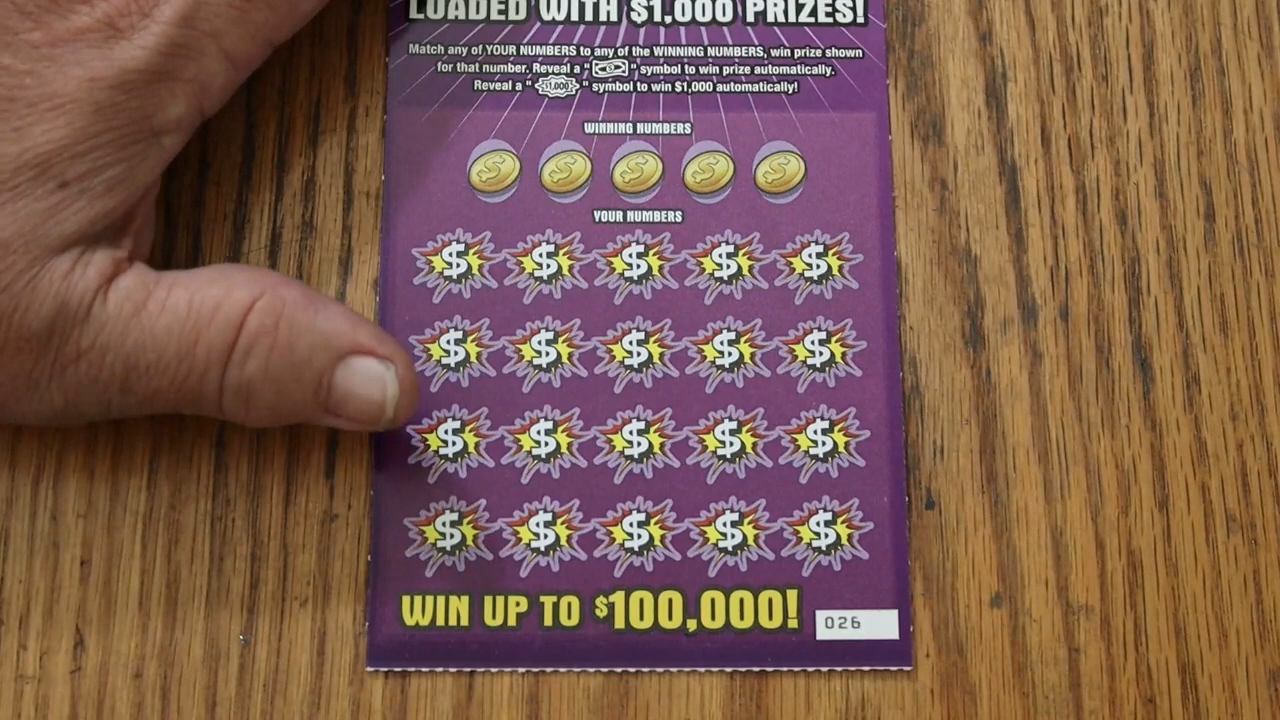 LOADED WITH $1,000 PRIZES!
Match any of YOUR NUMBERS to any of the WINNING NUMBERS, win prize shown
for that number. Reveal a " " symbol to win prize automatically.
Reveal a " $1,000 " symbol to win $1,000 automatically!
WINNING NUMBERS
$ $ $ $ $
YOUR NUMBERS
$ $ $ $ $
$ $ $ $ $
$ $ $ $ $
$ $ $ $ $
WIN UP TO $100,000!
026